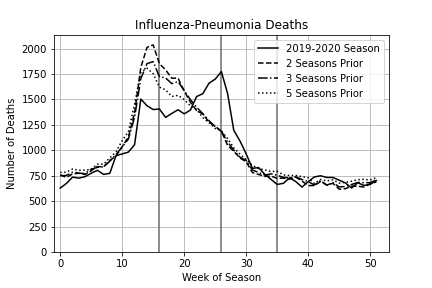 Influenza-Pneumonia Deaths
2019-2020 Season
2 Seasons Prior
3 Seasons Prior
5 Seasons Prior
Number of Deaths
2000
1750
1500
1250
1000
750
500
250
0
0 10 20 30 40 50
Week of Season